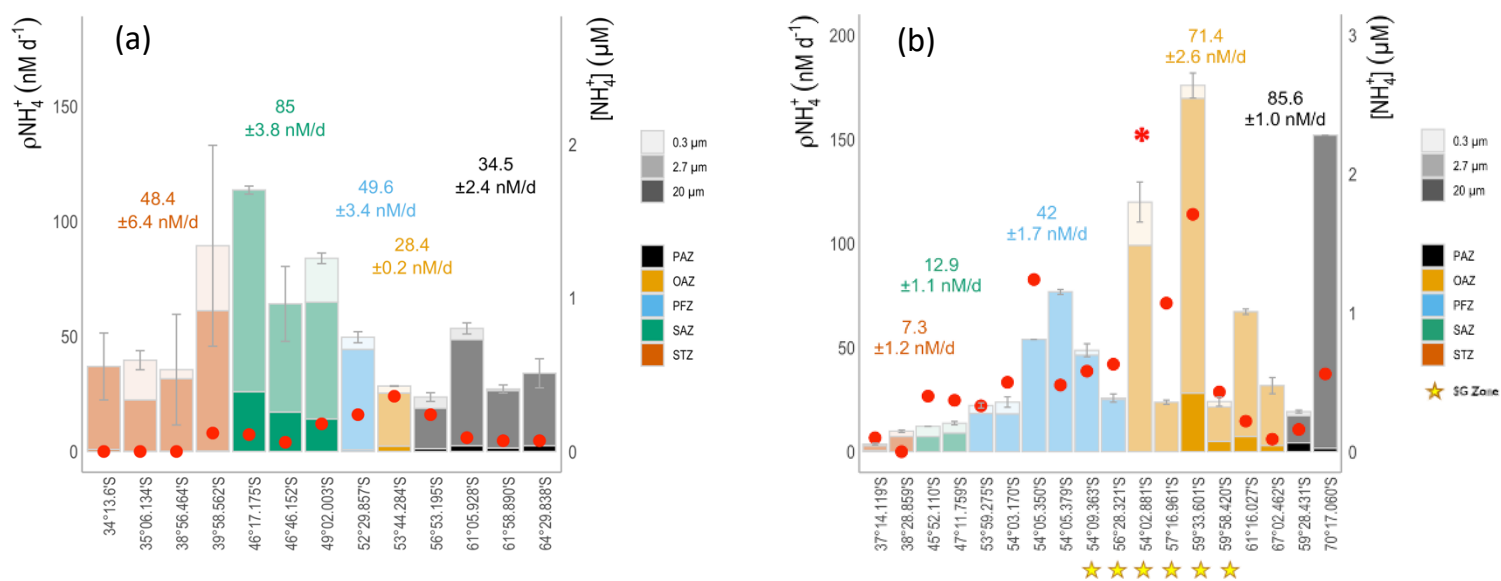 (a)
ρNH₄⁺ (nM d⁻¹)
150
100
50
0
48.4
±6.4 nM/d
85
±3.8 nM/d
49.6
±3.4 nM/d
28.4
±0.2 nM/d
34.5
±2.4 nM/d
[NH₄⁺] (µM)
2
1
0
34°13.6'S
35°06.134'S
38°56.464'S
39°58.562'S
46°17.175'S
46°46.152'S
49°02.003'S
52°29.857'S
53°44.284'S
56°53.195'S
61°05.928'S
61°58.890'S
64°29.838'S
0.3 µm
2.7 µm
20 µm
PAZ
OAZ
PFZ
SAZ
STZ
(b)
ρNH₄⁺ (nM d⁻¹)
200
150
100
50
0
7.3
±1.2 nM/d
12.9
±1.1 nM/d
42
±1.7 nM/d
*
71.4
±2.6 nM/d
85.6
±1.0 nM/d
[NH₄⁺] (µM)
3
2
1
0
37°14.119'S
38°28.859'S
45°52.110'S
47°11.759'S
53°59.275'S
54°03.170'S
54°05.350'S
54°05.379'S
54°09.363'S
56°28.321'S
54°02.881'S
57°16.961'S
59°33.601'S
59°58.420'S
61°16.027'S
67°02.462'S
59°28.431'S
70°17.060'S
0.3 µm
2.7 µm
20 µm
PAZ
OAZ
PFZ
SAZ
STZ
SG Zone